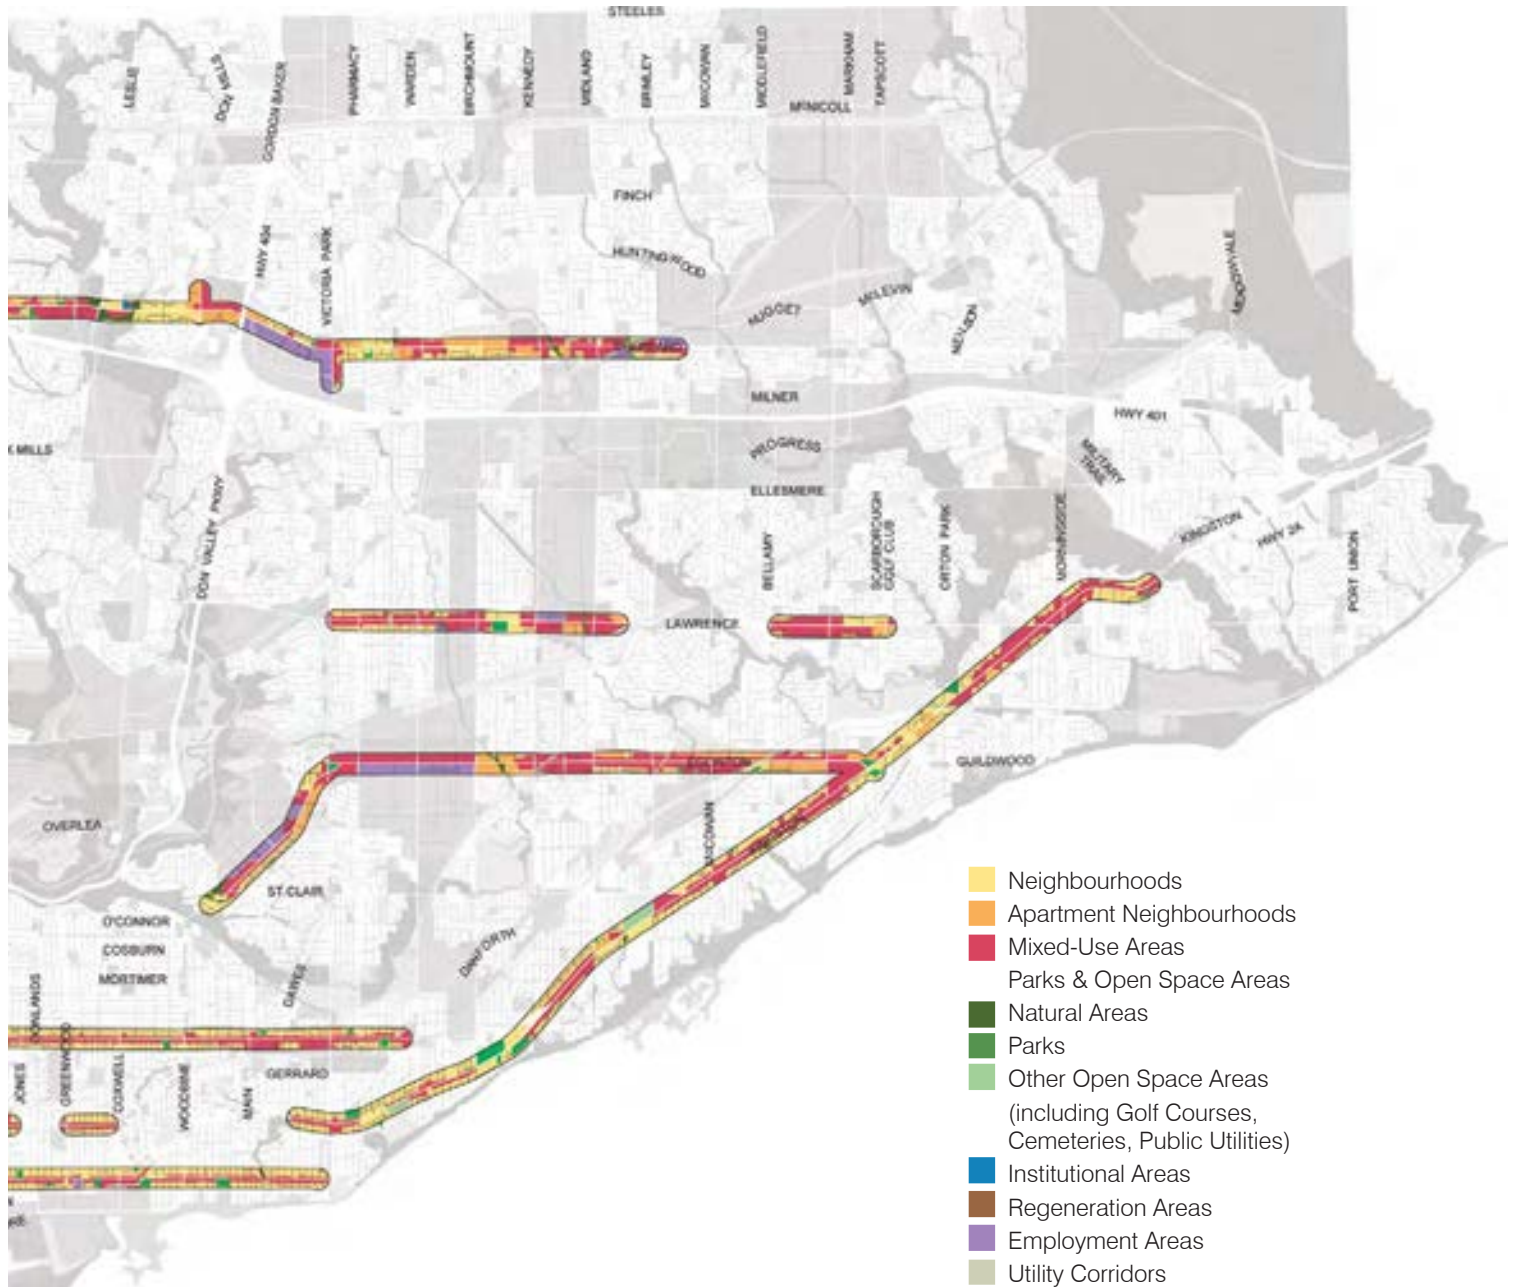 STEELES
LESLIE
DON MILLS
GORDON BAKER
PHARMACY
WARDEN
BIRCHMOUNT
KENNEDY
MIDLAND
BRIMLEY
MCCOWAN
MIDDLEFIELD
MARKHAM
TAPSCOTT
MCNICOLL
FINCH
HWY 404
VICTORIA PARK
HUNTINGWOOD
NUGGET
MCLEVIN
NEILSON
MEADOWVALE
MILNER
HWY 401
MILLS
PROGRESS
MILITARY TRAIL
ELLESMERE
DON VALLEY PKWY
BELLAMY
SCARBOROUGH
GOLF CLUB
ORTON PARK
MORNINGSIDE
KINGSTON
HWY 2A
PORT UNION
LAWRENCE
EGLINTON
GUILDWOOD
OVERLEA
MCCOWAN
KINGSTON
ST CLAIR
O'CONNOR
COSBURN
MORTIMER
DAWES
DANFORTH
DONLANDS
GREENWOOD
JONES
COXWELL
WOODBINE
MAIN
GERRARD
Neighbourhoods
Apartment Neighbourhoods
Mixed-Use Areas
Parks & Open Space Areas
Natural Areas
Parks
Other Open Space Areas
(including Golf Courses,
Cemeteries, Public Utilities)
Institutional Areas
Regeneration Areas
Employment Areas
Utility Corridors